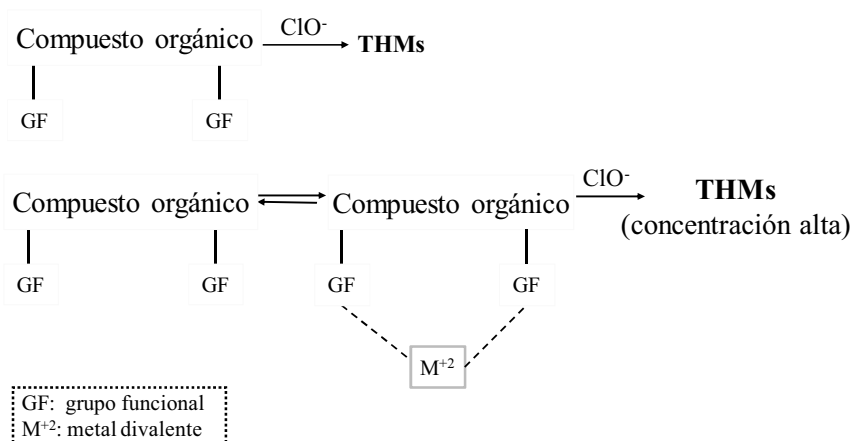 Compuesto orgánico
ClO⁻
THMs
GF
GF
Compuesto orgánico
Compuesto orgánico
ClO⁻
THMs
(concentración alta)
GF
GF
GF
GF
M⁺²
GF: grupo funcional
M⁺²: metal divalente